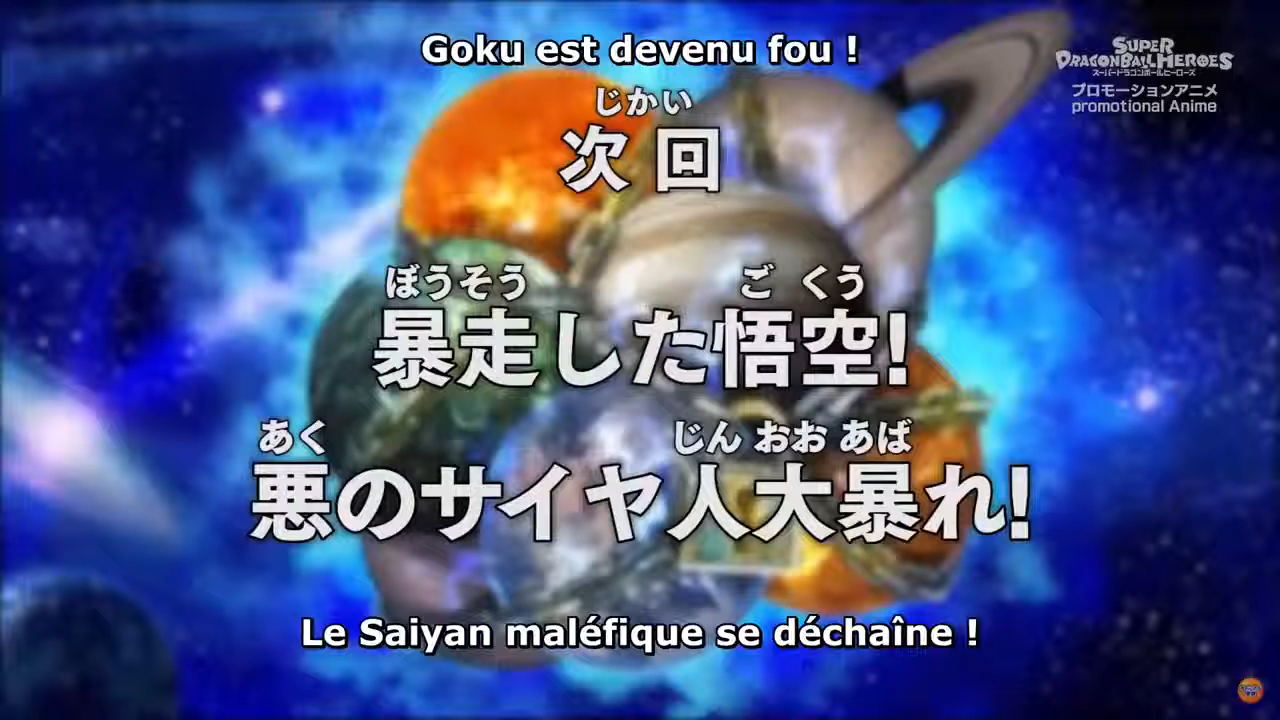 Goku est devenu fou !
SUPER
DRAGONBALL HEROES
スーパードラゴンボールヒーローズ
プロモーションアニメ
promotional Anime
じかい
次回
ぼうそう ごくう
暴走した悟空!
あく じん おお あば
悪のサイヤ人大暴れ!
Le Saiyan maléfique se déchaîne !